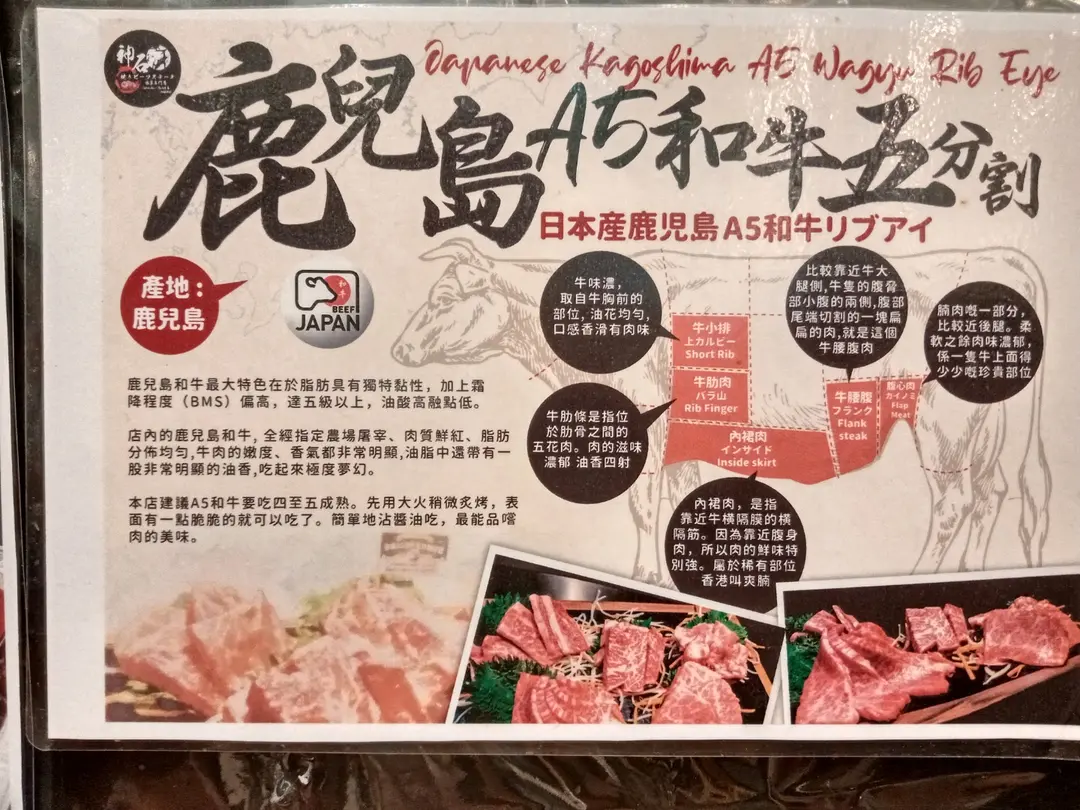 神石
Japanese Kagoshima A5 Wagyu Rib Eye
鹿兒島A5和牛五分割
日本産鹿児島A5和牛リブアイ
產地：
鹿兒島
和牛
BEEF
JAPAN
鹿兒島和牛最大特色在於脂肪具有獨特黏性，加上霜
降程度（BMS）偏高，達五級以上，油酸高融點低。
店內的鹿兒島和牛，全經指定農場屠宰、肉質鮮紅、脂肪
分佈均勻,牛肉的嫩度、香氣都非常明顯,油脂中還帶有一
股非常明顯的油香,吃起來極度夢幻。
本店建議A5和牛要吃四至五成熟。先用大火稍微炙烤，表
面有一點脆脆的就可以吃了。簡單地沾醬油吃，最能品嚐
肉的美味。
牛味濃，
取自牛胸前的
部位，油花均勻，
口感香滑有肉味
牛肋條是指位
於肋骨之間的
五花肉。肉的滋味
濃郁 油香四射
牛小排
上カルビー
Short Rib
牛肋肉
バラ山
Rib Finger
內裙肉
インサイド
Inside skirt
內裙肉，是指
靠近牛橫隔膜的橫
隔筋。因為靠近腹身
肉，所以肉的鮮味特
別強。屬於稀有部位
香港叫爽腩
比較靠近牛大
腿側,牛隻的腹骨
部小腹的兩側,腹部
尾端切割的一塊扁
扁的肉,就是這個
牛腰腹肉
牛腰腹
フランク
Flank
steak
腹心肉
カイノミ
Flap
Meat
腩肉嘅一部分，
比較近後腿。柔
軟之餘肉味濃郁，
係一隻牛上面得
少少嘅珍貴部位